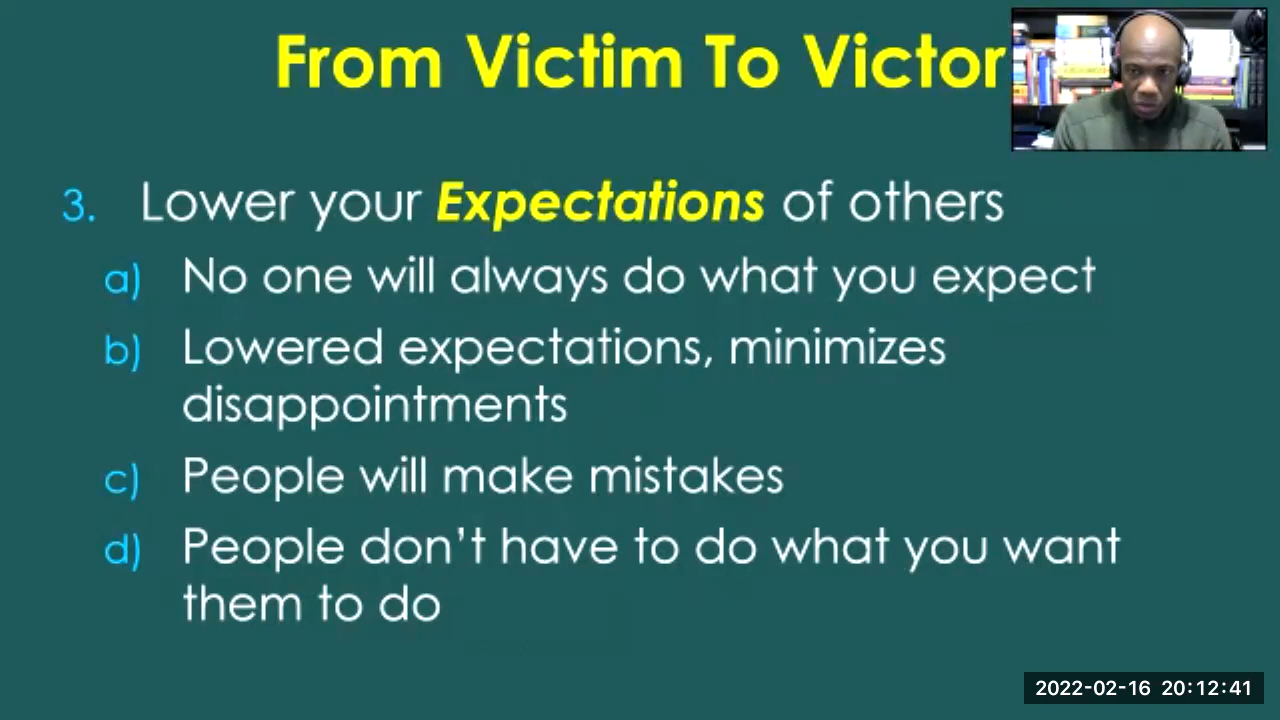 From Victim To Victor
3. Lower your Expectations of others
a) No one will always do what you expect
b) Lowered expectations, minimizes
disappointments
c) People will make mistakes
d) People don't have to do what you want
them to do
2022-02-16 20:12:41